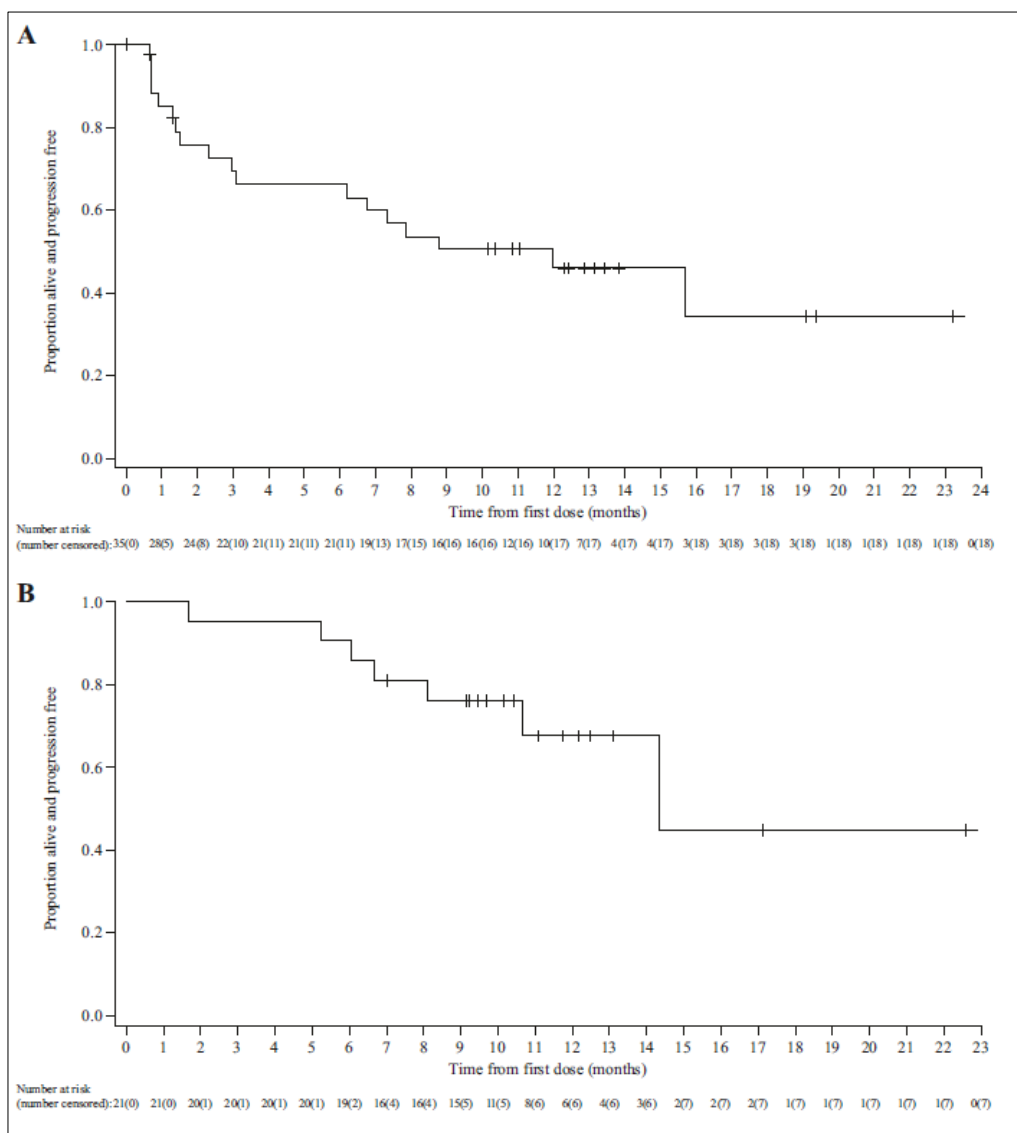 A
Proportion alive and progression free
1.0
0.8
0.6
0.4
0.2
0.0
0 1 2 3 4 5 6 7 8 9 10 11 12 13 14 15 16 17 18 19 20 21 22 23 24
Time from first dose (months)
Number at risk
(number censored): 35(0) 28(5) 24(8) 22(10) 21(11) 21(11) 21(11) 19(13) 17(15) 16(16) 16(16) 12(16) 10(17) 7(17) 4(17) 4(17) 3(18) 3(18) 3(18) 3(18) 1(18) 1(18) 1(18) 1(18) 0(18)
B
Proportion alive and progression free
1.0
0.8
0.6
0.4
0.2
0.0
0 1 2 3 4 5 6 7 8 9 10 11 12 13 14 15 16 17 18 19 20 21 22 23
Time from first dose (months)
Number at risk
(number censored): 21(0) 21(0) 20(1) 20(1) 20(1) 20(1) 19(2) 16(4) 16(4) 15(5) 11(5) 8(6) 6(6) 4(6) 3(6) 2(7) 2(7) 2(7) 1(7) 1(7) 1(7) 1(7) 1(7) 0(7)